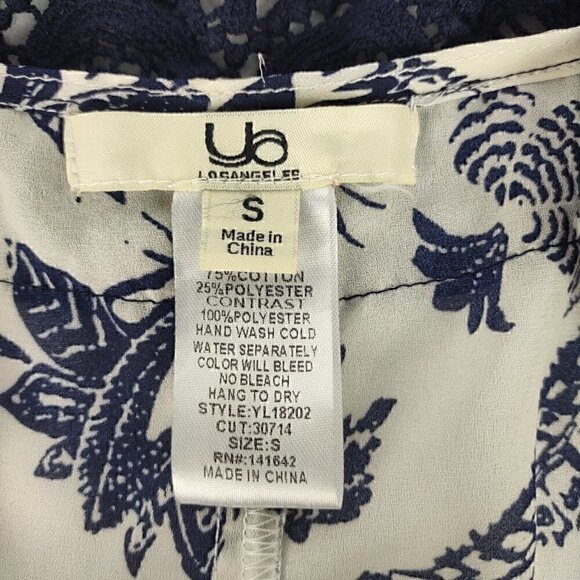 Ya
LOSANGELES
S
Made in
China
75%COTTON
25%POLYESTER
CONTRAST
100%POLYESTER
HAND WASH COLD
WATER SEPARATELY
COLOR WILL BLEED
NO BLEACH
HANG TO DRY
STYLE:YL18202
CUT:30714
SIZE:S
RN#:141642
MADE IN CHINA